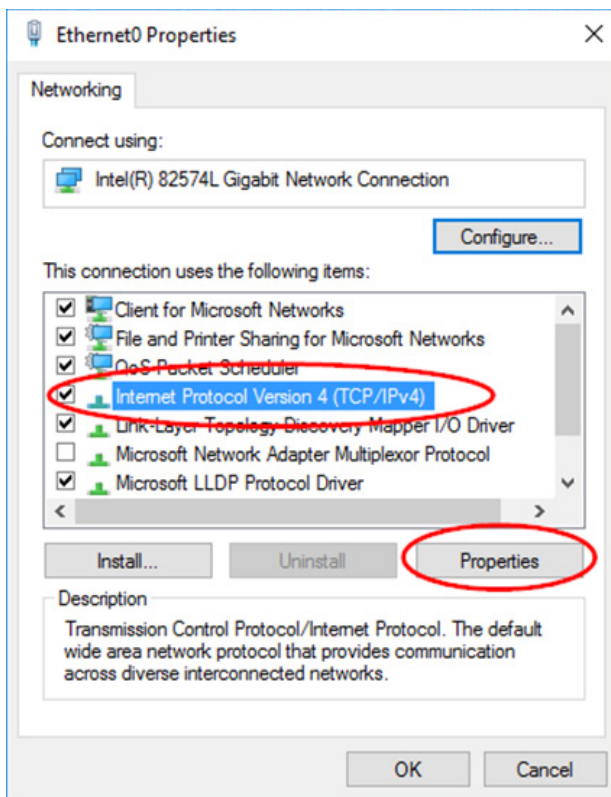 Ethernet0 Properties
Networking
Connect using:
Intel(R) 82574L Gigabit Network Connection
Configure...
This connection uses the following items:
Client for Microsoft Networks
File and Printer Sharing for Microsoft Networks
QoS Packet Scheduler
Internet Protocol Version 4 (TCP/IPv4)
Link-Layer Topology Discovery Mapper I/O Driver
Microsoft Network Adapter Multiplexor Protocol
Microsoft LLDP Protocol Driver
Install...
Uninstall
Properties
Description
Transmission Control Protocol/Internet Protocol. The default
wide area network protocol that provides communication
across diverse interconnected networks.
OK
Cancel